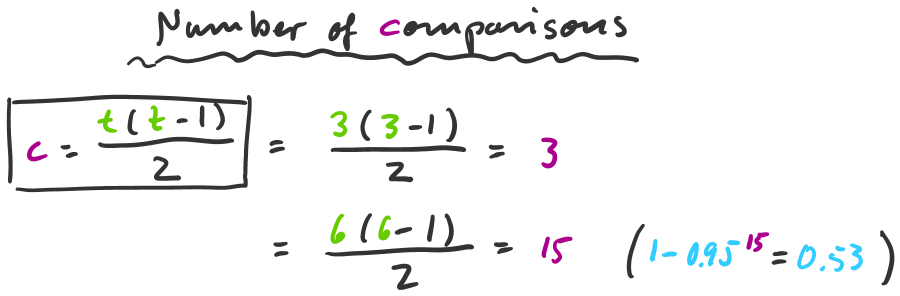 Number of comparisons
c = t(t-1)/2 = 3(3-1)/2 = 3
= 6(6-1)/2 = 15 (1-0.95^15 = 0.53)